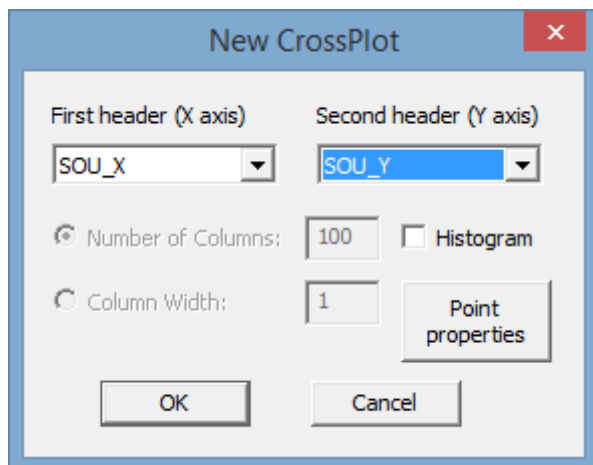 New CrossPlot
First header (X axis) Second header (Y axis)
SOU_X SOU_Y
Number of Columns: 100 Histogram
Column Width: 1
Point
properties
OK Cancel